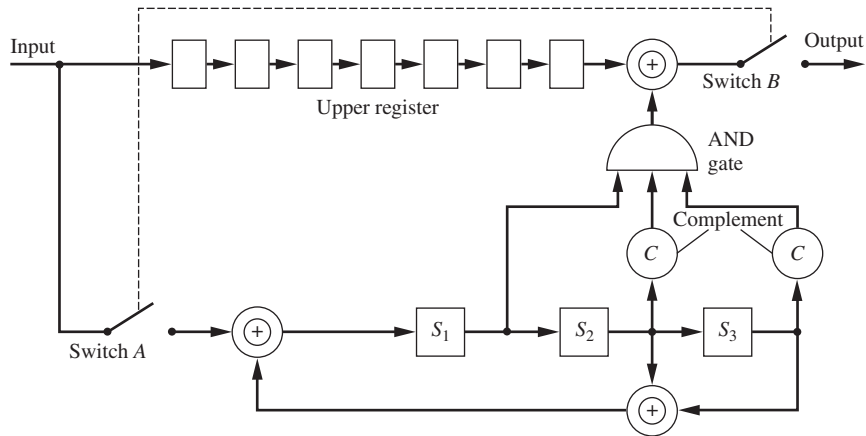 Input
Output
Switch B
Upper register
AND
gate
Complement
C
C
S1
S2
S3
Switch A
+
+
+